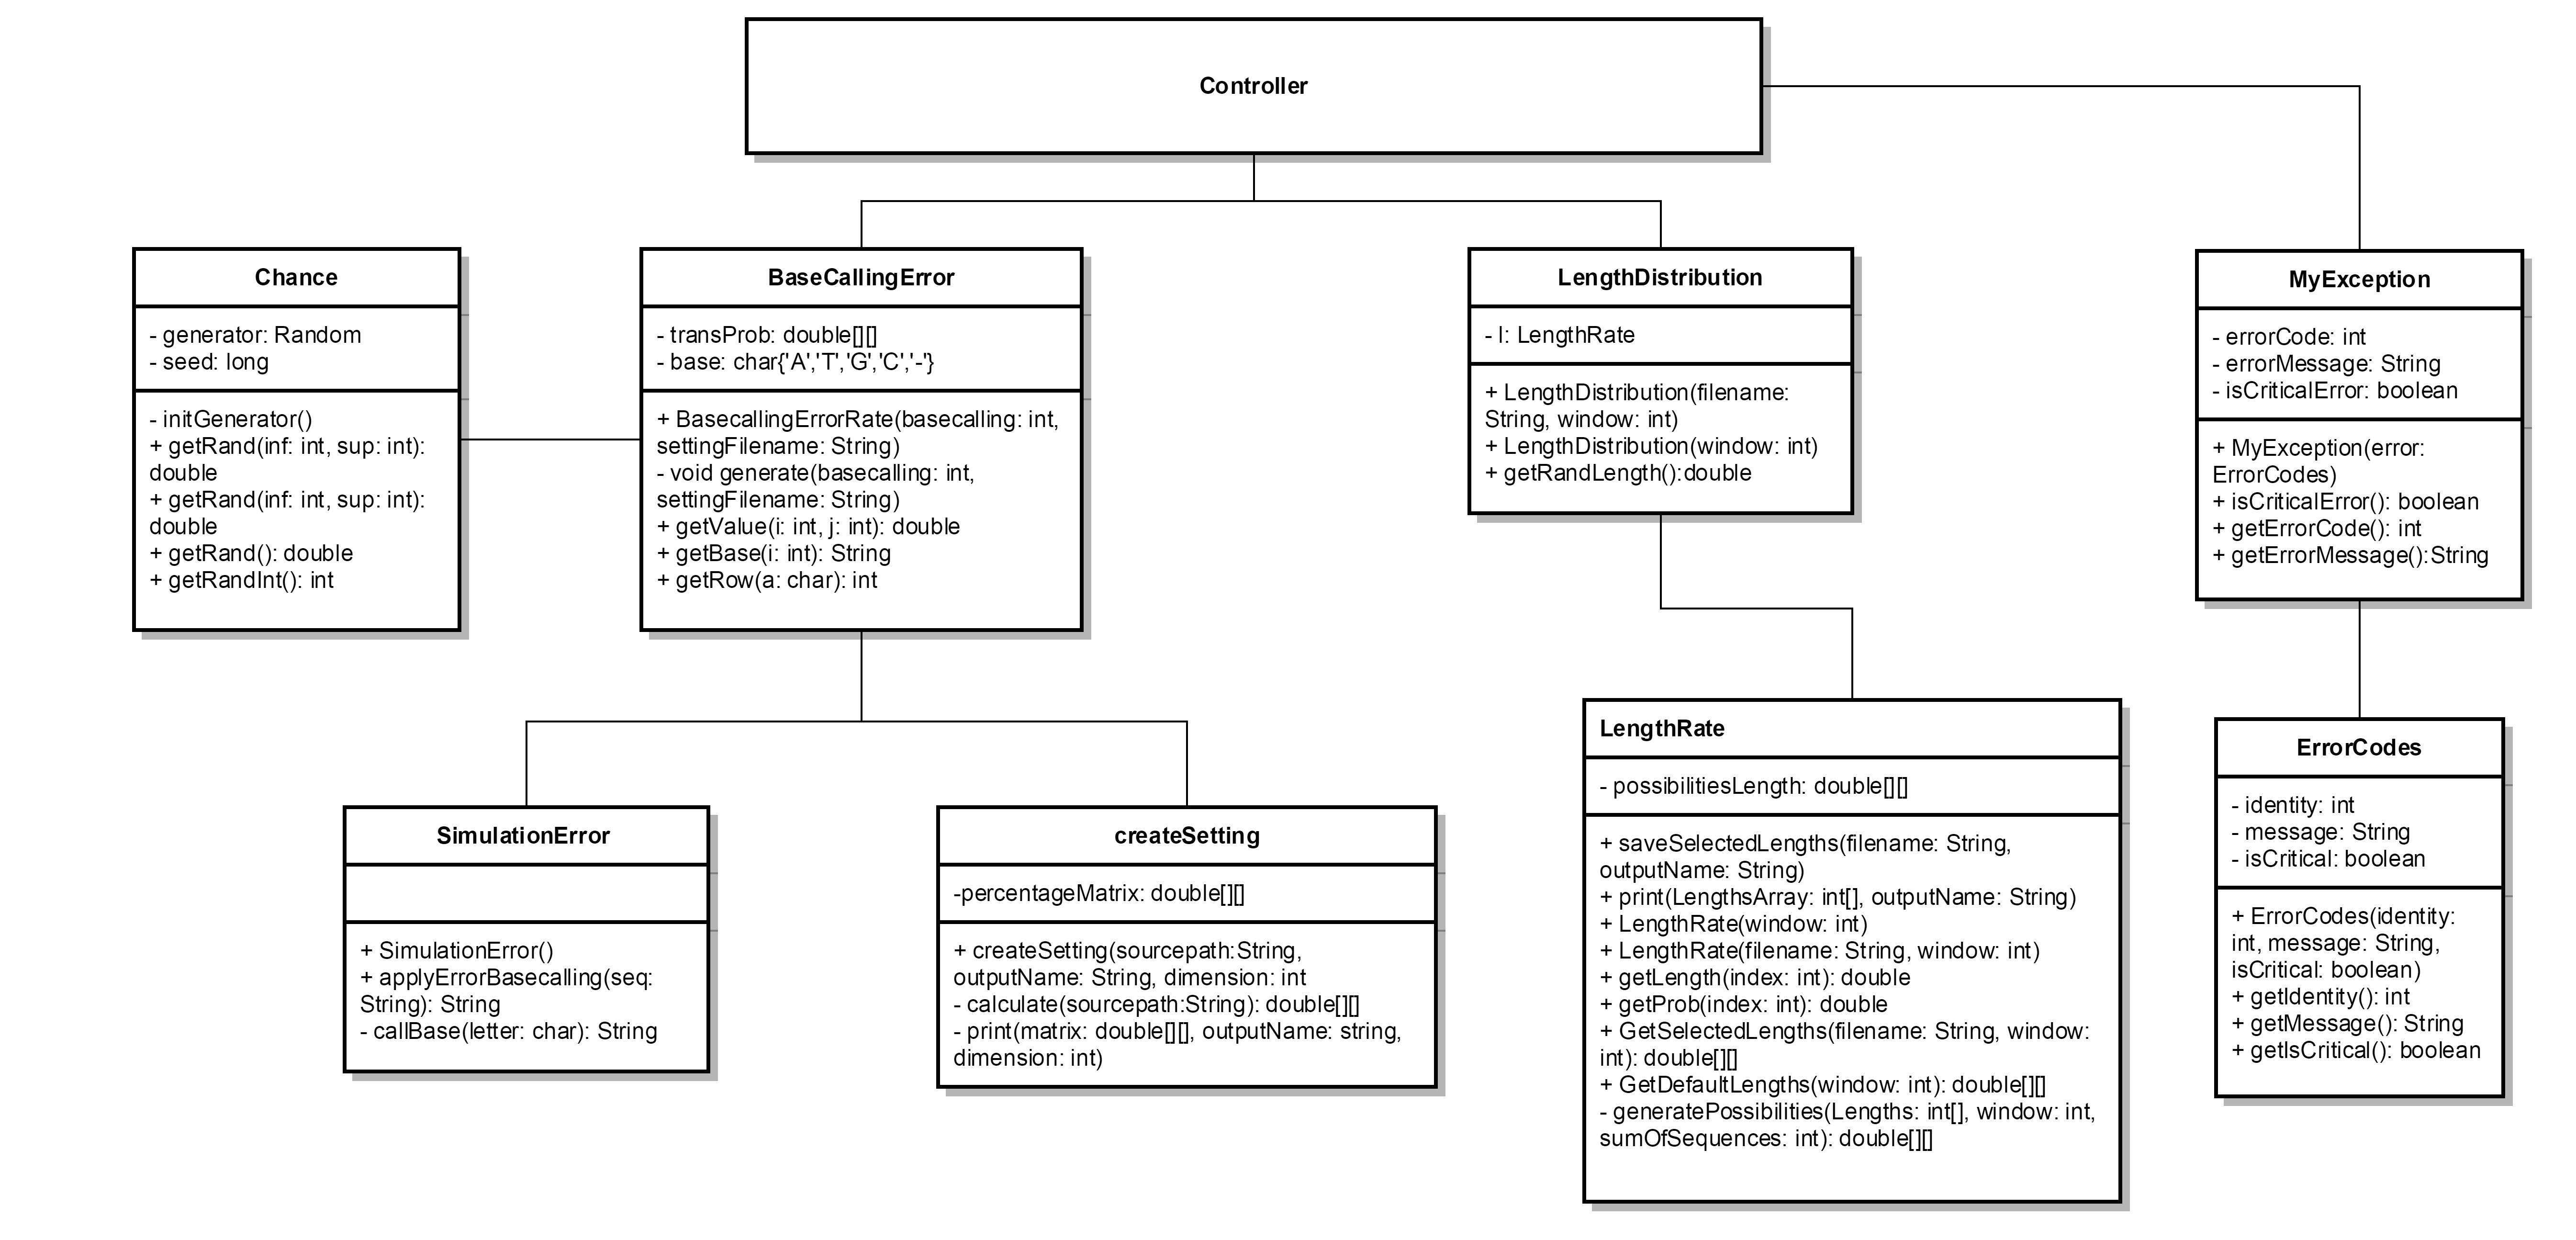 Controller
Chance
- generator: Random
- seed: long
- initGenerator()
+ getRand(inf: int, sup: int):
double
+ getRand(inf: int, sup: int):
double
+ getRand(): double
+ getRandInt(): int
BaseCallingError
- transProb: double[][]
- base: char{'A','T','G','C','-'}
+ BasecallingErrorRate(basecalling: int,
settingFilename: String)
- void generate(basecalling: int,
settingFilename: String)
+ getValue(i: int, j: int): double
+ getBase(i: int): String
+ getRow(a: char): int
LengthDistribution
- l: LengthRate
+ LengthDistribution(filename:
String, window: int)
+ LengthDistribution(window: int)
+ getRandLength():double
MyException
- errorCode: int
- errorMessage: String
- isCriticalError: boolean
+ MyException(error:
ErrorCodes)
+ isCriticalError(): boolean
+ getErrorCode(): int
+ getErrorMessage():String
SimulationError
+ SimulationError()
+ applyErrorBasecalling(seq:
String): String
- callBase(letter: char): String
createSetting
-percentageMatrix: double[][]
+ createSetting(sourcepath:String,
outputName: String, dimension: int
- calculate(sourcepath:String): double[][]
- print(matrix: double[][], outputName: string,
dimension: int)
LengthRate
- possibilitiesLength: double[][]
+ saveSelectedLengths(filename: String,
outputName: String)
+ print(LengthsArray: int[], outputName: String)
+ LengthRate(window: int)
+ LengthRate(filename: String, window: int)
+ getLength(index: int): double
+ getProb(index: int): double
+ GetSelectedLengths(filename: String, window:
int): double[][]
+ GetDefaultLengths(window: int): double[][]
- generatePossibilities(Lengths: int[], window: int,
sumOfSequences: int): double[][]
ErrorCodes
- identity: int
- message: String
- isCritical: boolean
+ ErrorCodes(identity:
int, message: String,
isCritical: boolean)
+ getIdentity(): int
+ getMessage(): String
+ getIsCritical(): boolean